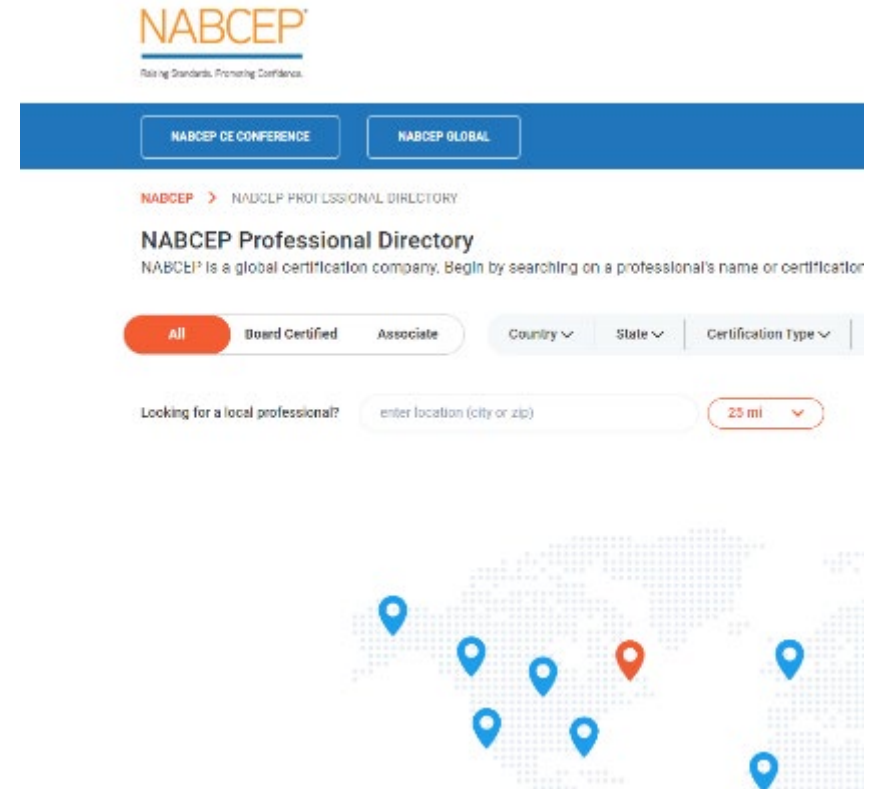 NABCEP
Raising Standards. Promoting Confidence.
NABCEP CE CONFERENCE
NABCEP GLOBAL
NABCEP > NABCEP PROFESSIONAL DIRECTORY
NABCEP Professional Directory
NABCEP is a global certification company. Begin by searching on a professional's name or certification
All Board Certified Associate Country State Certification Type
Looking for a local professional? enter location (city or zip) 25 mi